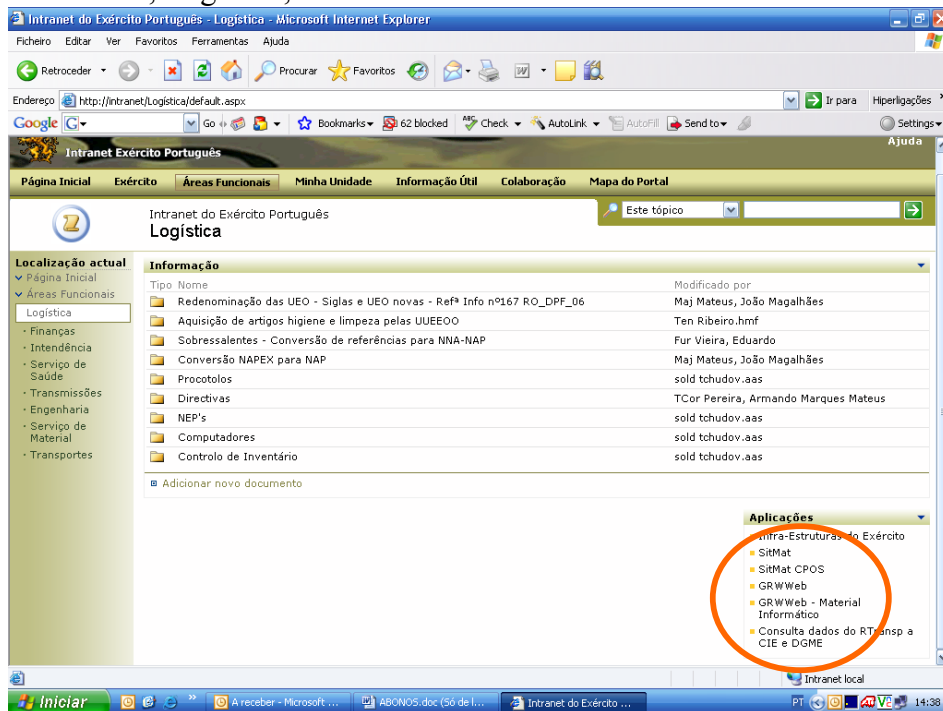 Intranet do Exército Português - Logística - Microsoft Internet Explorer
Ficheiro Editar Ver Favoritos Ferramentas Ajuda
Retroceder Procurar Favoritos
Endereço http://intranet/Logística/default.aspx Ir para Hiperligações
Google G Go Bookmarks 62 blocked Check AutoLink AutoFill Send to Settings
Intranet Exército Português Ajuda
Página Inicial Exército Áreas Funcionais Minha Unidade Informação Útil Colaboração Mapa do Portal
Intranet do Exército Português
Logística
Este tópico
Localização actual
Página Inicial
Áreas Funcionais
Logística
Finanças
Intendência
Serviço de
Saúde
Transmissões
Engenharia
Serviço de
Material
Transportes
Informação
Tipo Nome Modificado por
Redenominação das UEO - Siglas e UEO novas - Refª Info nº167 RO_DPF_06 Maj Mateus, João Magalhães
Aquisição de artigos higiene e limpeza pelas UUEEOO Ten Ribeiro.hmf
Sobressalentes - Conversão de referências para NNA-NAP Fur Vieira, Eduardo
Conversão NAPEX para NAP Maj Mateus, João Magalhães
Procotolos sold tchudov.aas
Directivas TCor Pereira, Armando Marques Mateus
NEP's sold tchudov.aas
Computadores sold tchudov.aas
Controlo de Inventário sold tchudov.aas
Adicionar novo documento
Aplicações
Infra-Estruturas do Exército
SitMat
SitMat CPOS
GRWWeb
GRWWeb - Material
Informático
Consulta dados do RTransp a
CIE e DGME
Intranet local
Iniciar A receber - Microsoft ... ABONOS.doc (Só de l... Intranet do Exército ... PT 14:38